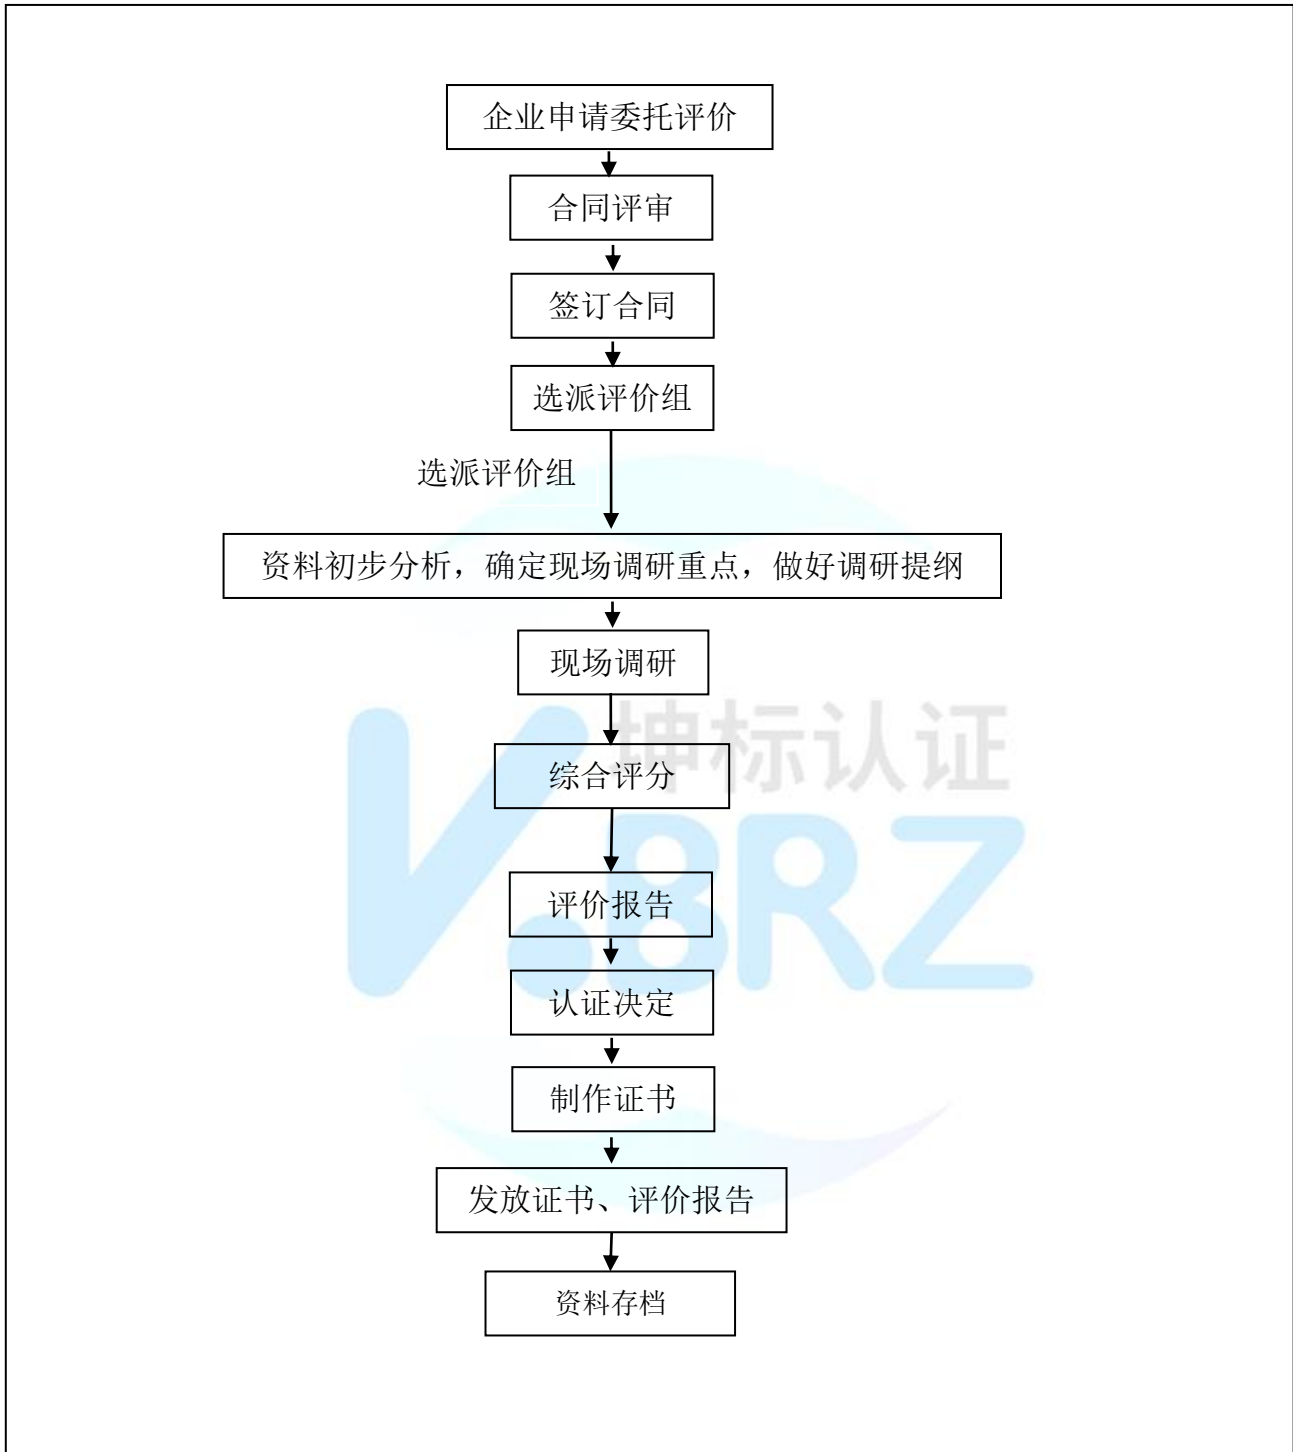 企业申请委托评价
合同评审
签订合同
选派评价组
选派评价组
资料初步分析，确定现场调研重点，做好调研提纲
现场调研
坤标认证
综合评分
KBRZ
评价报告
认证决定
制作证书
发放证书、评价报告
资料存档